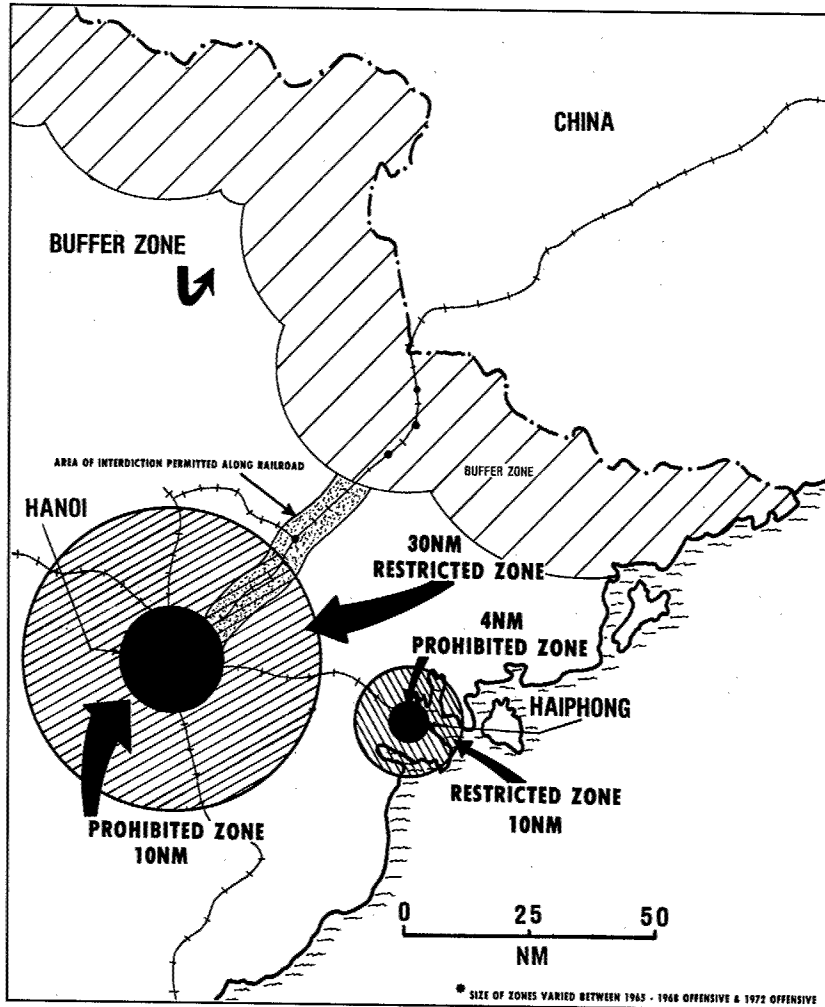 CHINA
BUFFER ZONE
AREA OF INTERDICTION PERMITTED ALONG RAILROAD
BUFFER ZONE
HANOI
30NM
RESTRICTED ZONE
4NM
PROHIBITED ZONE
HAIPHONG
RESTRICTED ZONE
10NM
PROHIBITED ZONE
10NM
0 25 50
NM
* SIZE OF ZONES VARIED BETWEEN 1965 - 1968 OFFENSIVE & 1972 OFFENSIVE